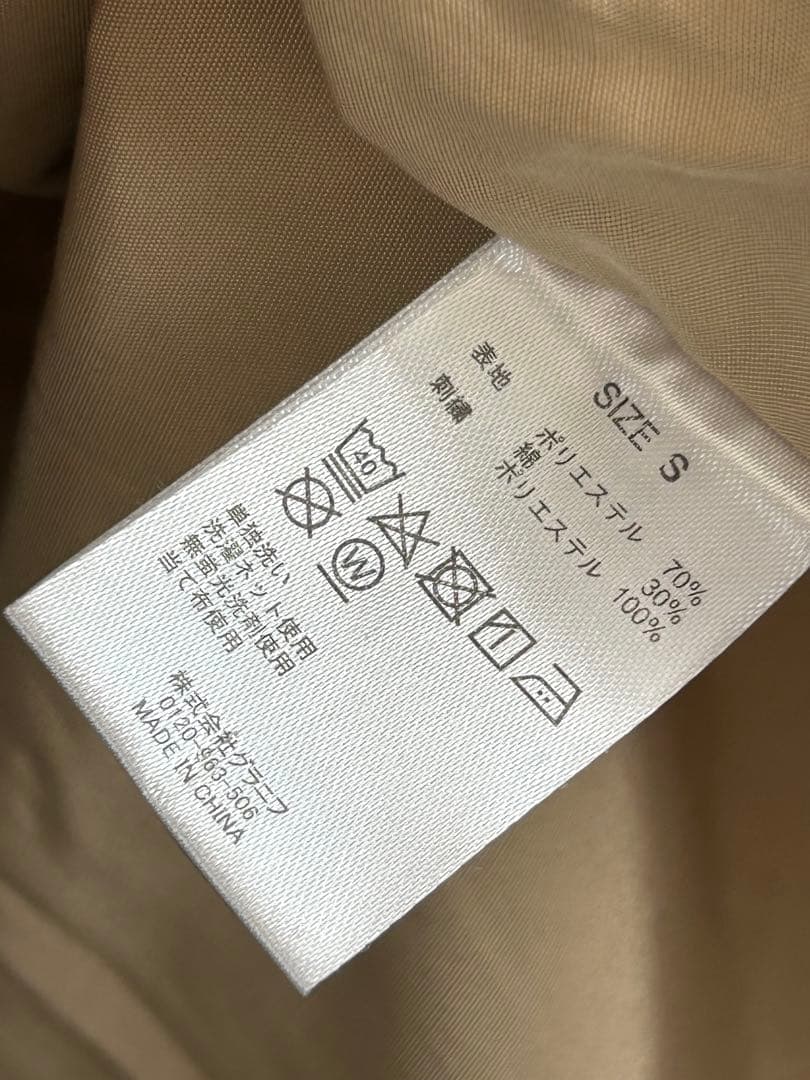 SIZE S
表地 ポリエステル 70%
綿 30%
刺繍 ポリエステル 100%
40
W
単独洗い
洗濯ネット使用
無蛍光洗剤使用
当て布使用
株式会社グラニフ
0120-963-506
MADE IN CHINA